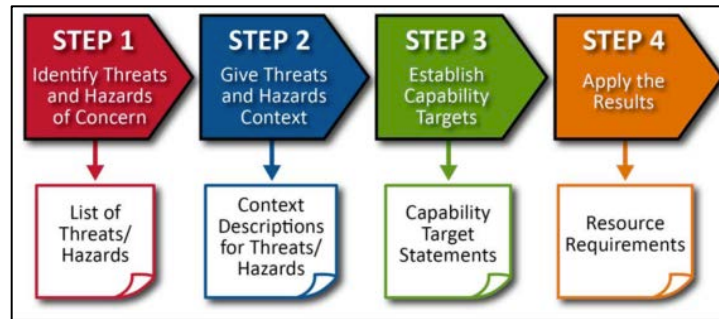 STEP 1
Identify Threats
and Hazards
of Concern
STEP 2
Give Threats
and Hazards
Context
STEP 3
Establish
Capability
Targets
STEP 4
Apply the
Results
List of
Threats/
Hazards
Context
Descriptions
for Threats/
Hazards
Capability
Target
Statements
Resource
Requirements